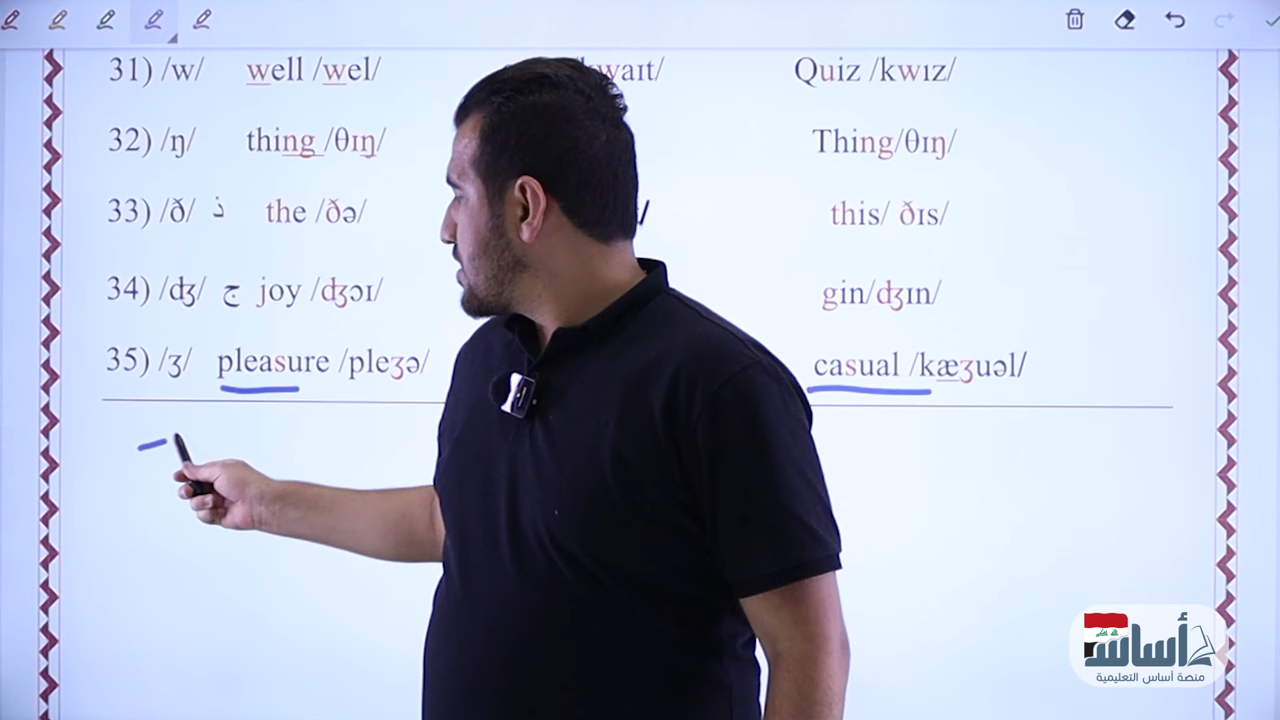 31) /w/ well /wel/ kwaɪt/ Quiz /kwɪz/
32) /ŋ/ thing /θɪŋ/ Thing/θɪŋ/
33) /ð/ ذ the /ðə/ / this/ ðɪs/
34) /ʤ/ ج joy /ʤɔɪ/ gin/ʤɪn/
35) /ʒ/ pleasure /pleʒə/ casual /kæʒuəl/
أساس
منصة أساس التعليمية